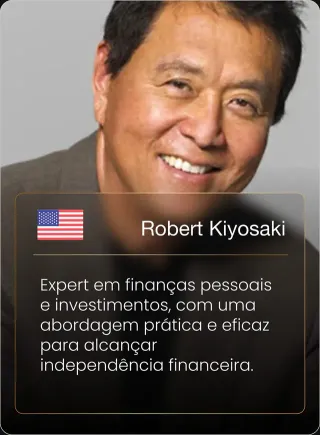 Robert Kiyosaki
Expert em finanças pessoais
e investimentos, com uma
abordagem prática e eficaz
para alcançar
independência financeira.